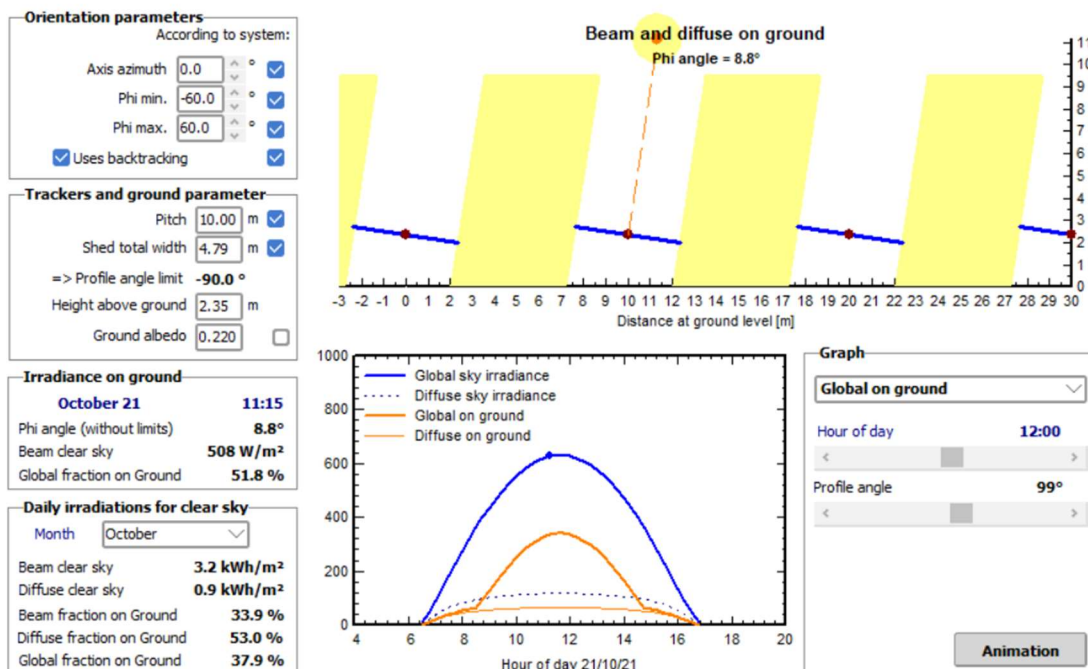 Orientation parameters
According to system:
Axis azimuth 0.0 °
Phi min. -60.0 °
Phi max. 60.0 °
Uses backtracking
Trackers and ground parameter
Pitch 10.00 m
Shed total width 4.79 m
=> Profile angle limit -90.0 °
Height above ground 2.35 m
Ground albedo 0.220
Irradiance on ground
October 21 11:15
Phi angle (without limits) 8.8°
Beam clear sky 508 W/m²
Global fraction on Ground 51.8 %
Daily irradiations for clear sky
Month October
Beam clear sky 3.2 kWh/m²
Diffuse clear sky 0.9 kWh/m²
Beam fraction on Ground 33.9 %
Diffuse fraction on Ground 53.0 %
Global fraction on Ground 37.9 %
Beam and diffuse on ground
Phi angle = 8.8°
11
10
9
8
7
6
5
4
3
2
1
0
-3 -2 -1 0 1 2 3 4 5 6 7 8 9 10 11 12 13 14 15 16 17 18 19 20 21 22 23 24 25 26 27 28 29 30
Distance at ground level [m]
1000
800
600
400
200
0
Global sky irradiance
Diffuse sky irradiance
Global on ground
Diffuse on ground
4 6 8 10 12 14 16 18 20
Hour of day 21/10/21
Graph
Global on ground
Hour of day 12:00
Profile angle 99°
Animation